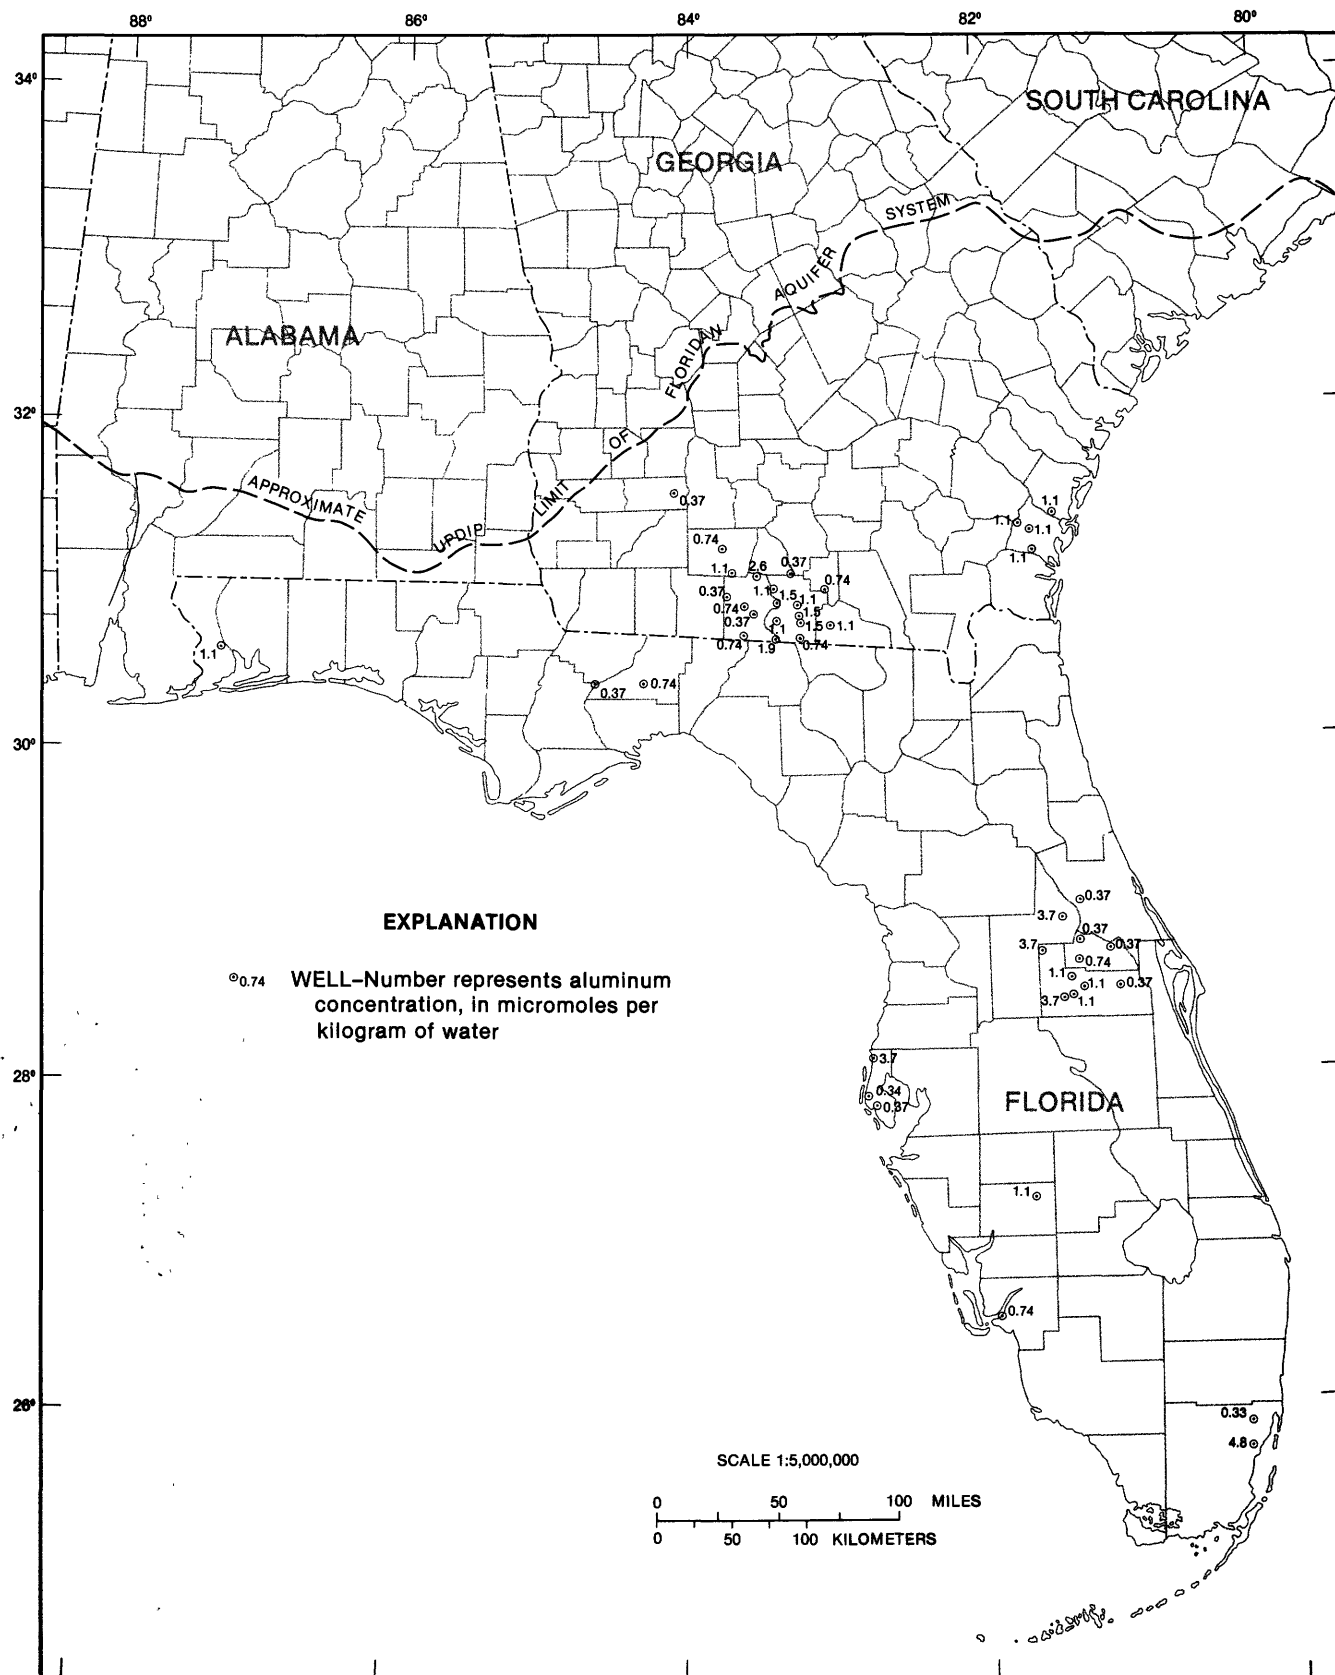 88° 86° 84° 82° 80°
34°
SOUTH CAROLINA
GEORGIA
SYSTEM
AQUIFER
FLORIDAN
ALABAMA
32°
OF
LIMIT
UPDIP
APPROXIMATE
0.37
1.1
1.1
1.1
1.1
0.74
1.1
2.6
0.37
0.74
0.37
1.1
1.5
1.1
0.74
1.5
0.37
1.1
1.5
1.1
0.74
1.9
0.74
1.1
0.37
0.74
30°
0.37
3.7
0.37
3.7
0.37
0.74
1.1
1.1
0.37
3.7
1.1
EXPLANATION
0.74 WELL–Number represents aluminum
concentration, in micromoles per
kilogram of water
28°
3.7
0.34
0.37
FLORIDA
1.1
0.74
26°
0.33
4.8
SCALE 1:5,000,000
0 50 100 MILES
0 50 100 KILOMETERS